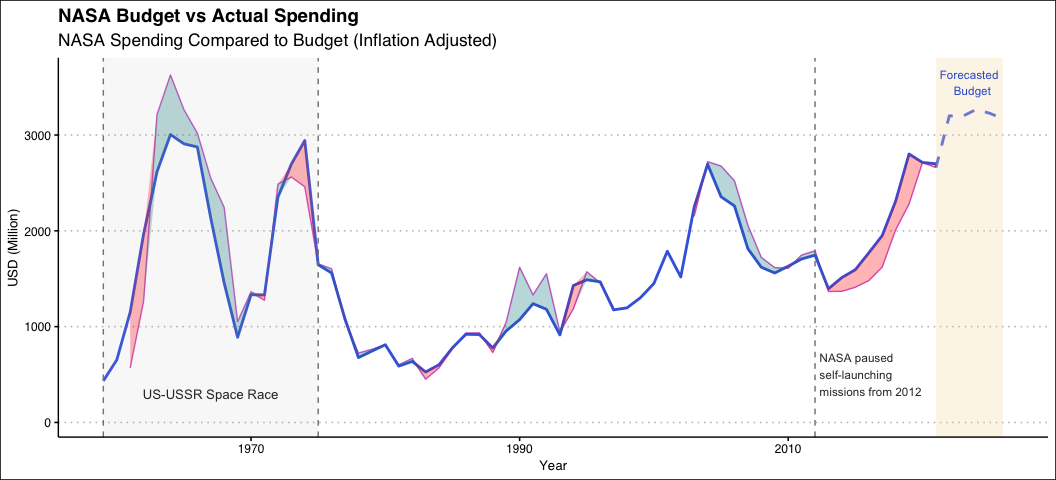 NASA Budget vs Actual Spending
NASA Spending Compared to Budget (Inflation Adjusted)
Forecasted
Budget
3000
2000
1000
0
USD (Million)
US-USSR Space Race
NASA paused
self-launching
missions from 2012
1970
1990
2010
Year